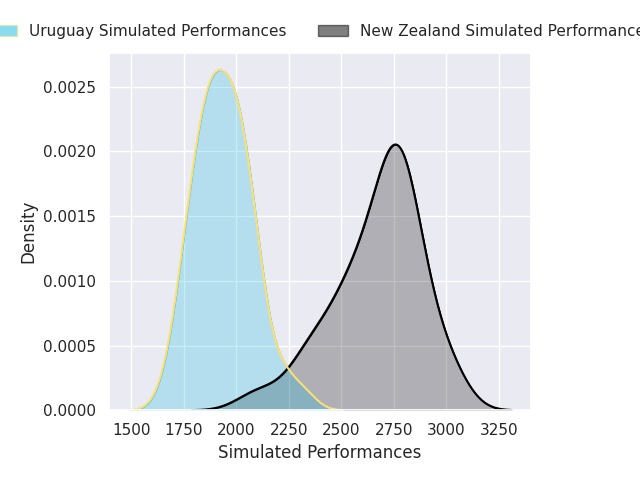 Uruguay Simulated Performances
New Zealand Simulated Performance
0.0025
0.0020
0.0015
0.0010
0.0005
0.0000
Density
1500 1750 2000 2250 2500 2750 3000 3250
Simulated Performances